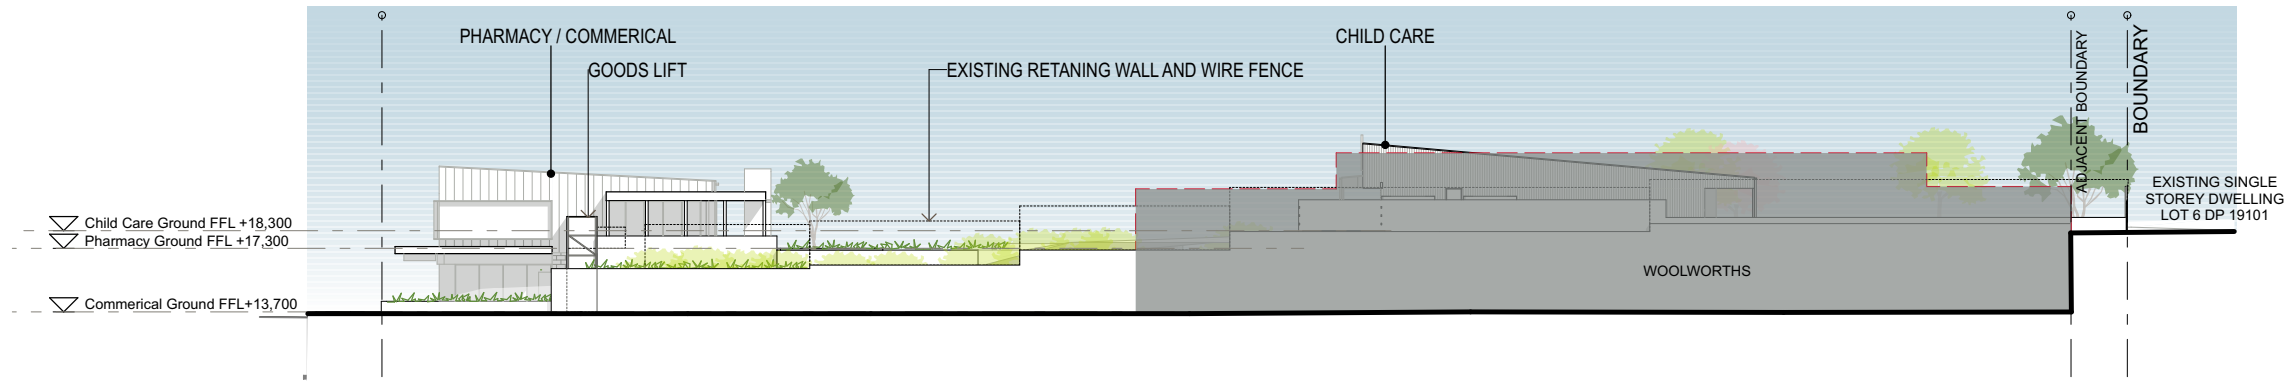 PHARMACY / COMMERICAL
CHILD CARE
GOODS LIFT
EXISTING RETANING WALL AND WIRE FENCE
ADJACENT BOUNDARY
BOUNDARY
EXISTING SINGLE
STOREY DWELLING
LOT 6 DP 19101
Child Care Ground FFL +18,300
Pharmacy Ground FFL +17,300
WOOLWORTHS
Commerical Ground FFL+13,700